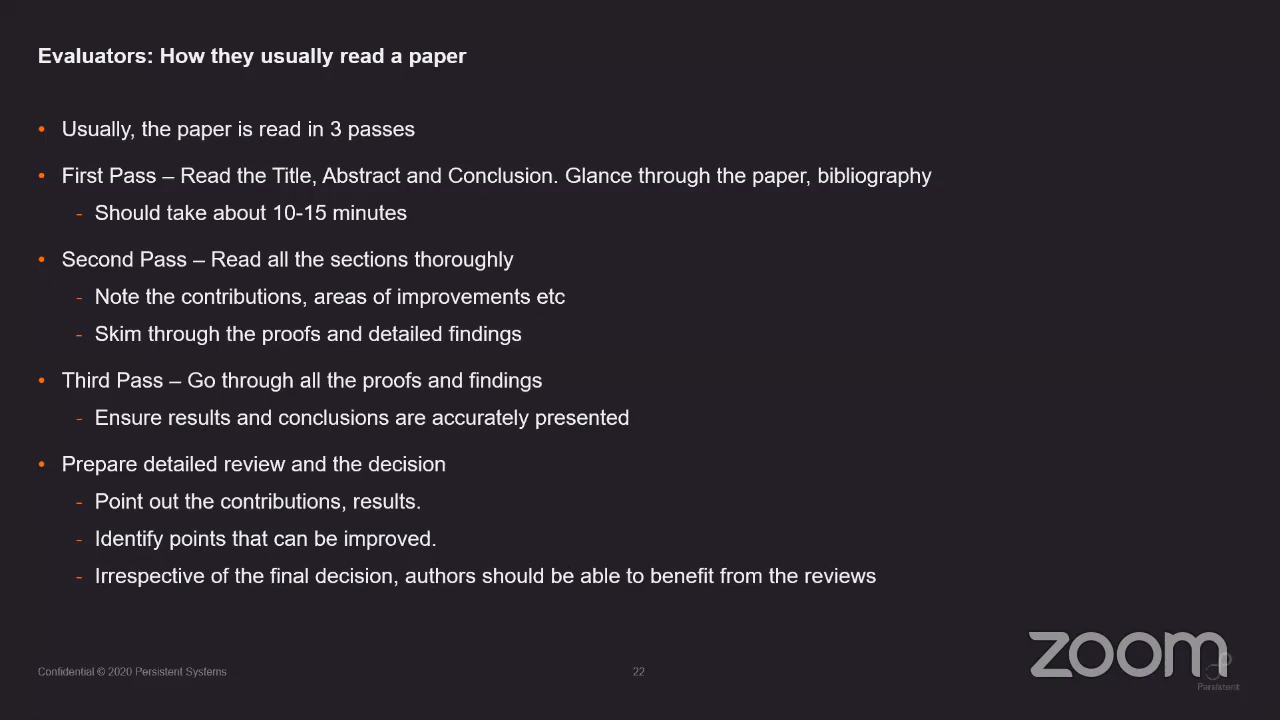 Evaluators: How they usually read a paper
• Usually, the paper is read in 3 passes
• First Pass – Read the Title, Abstract and Conclusion. Glance through the paper, bibliography
- Should take about 10-15 minutes
• Second Pass – Read all the sections thoroughly
- Note the contributions, areas of improvements etc
- Skim through the proofs and detailed findings
• Third Pass – Go through all the proofs and findings
- Ensure results and conclusions are accurately presented
• Prepare detailed review and the decision
- Point out the contributions, results.
- Identify points that can be improved.
- Irrespective of the final decision, authors should be able to benefit from the reviews
Confidential © 2020 Persistent Systems
22
zoom
Persistent